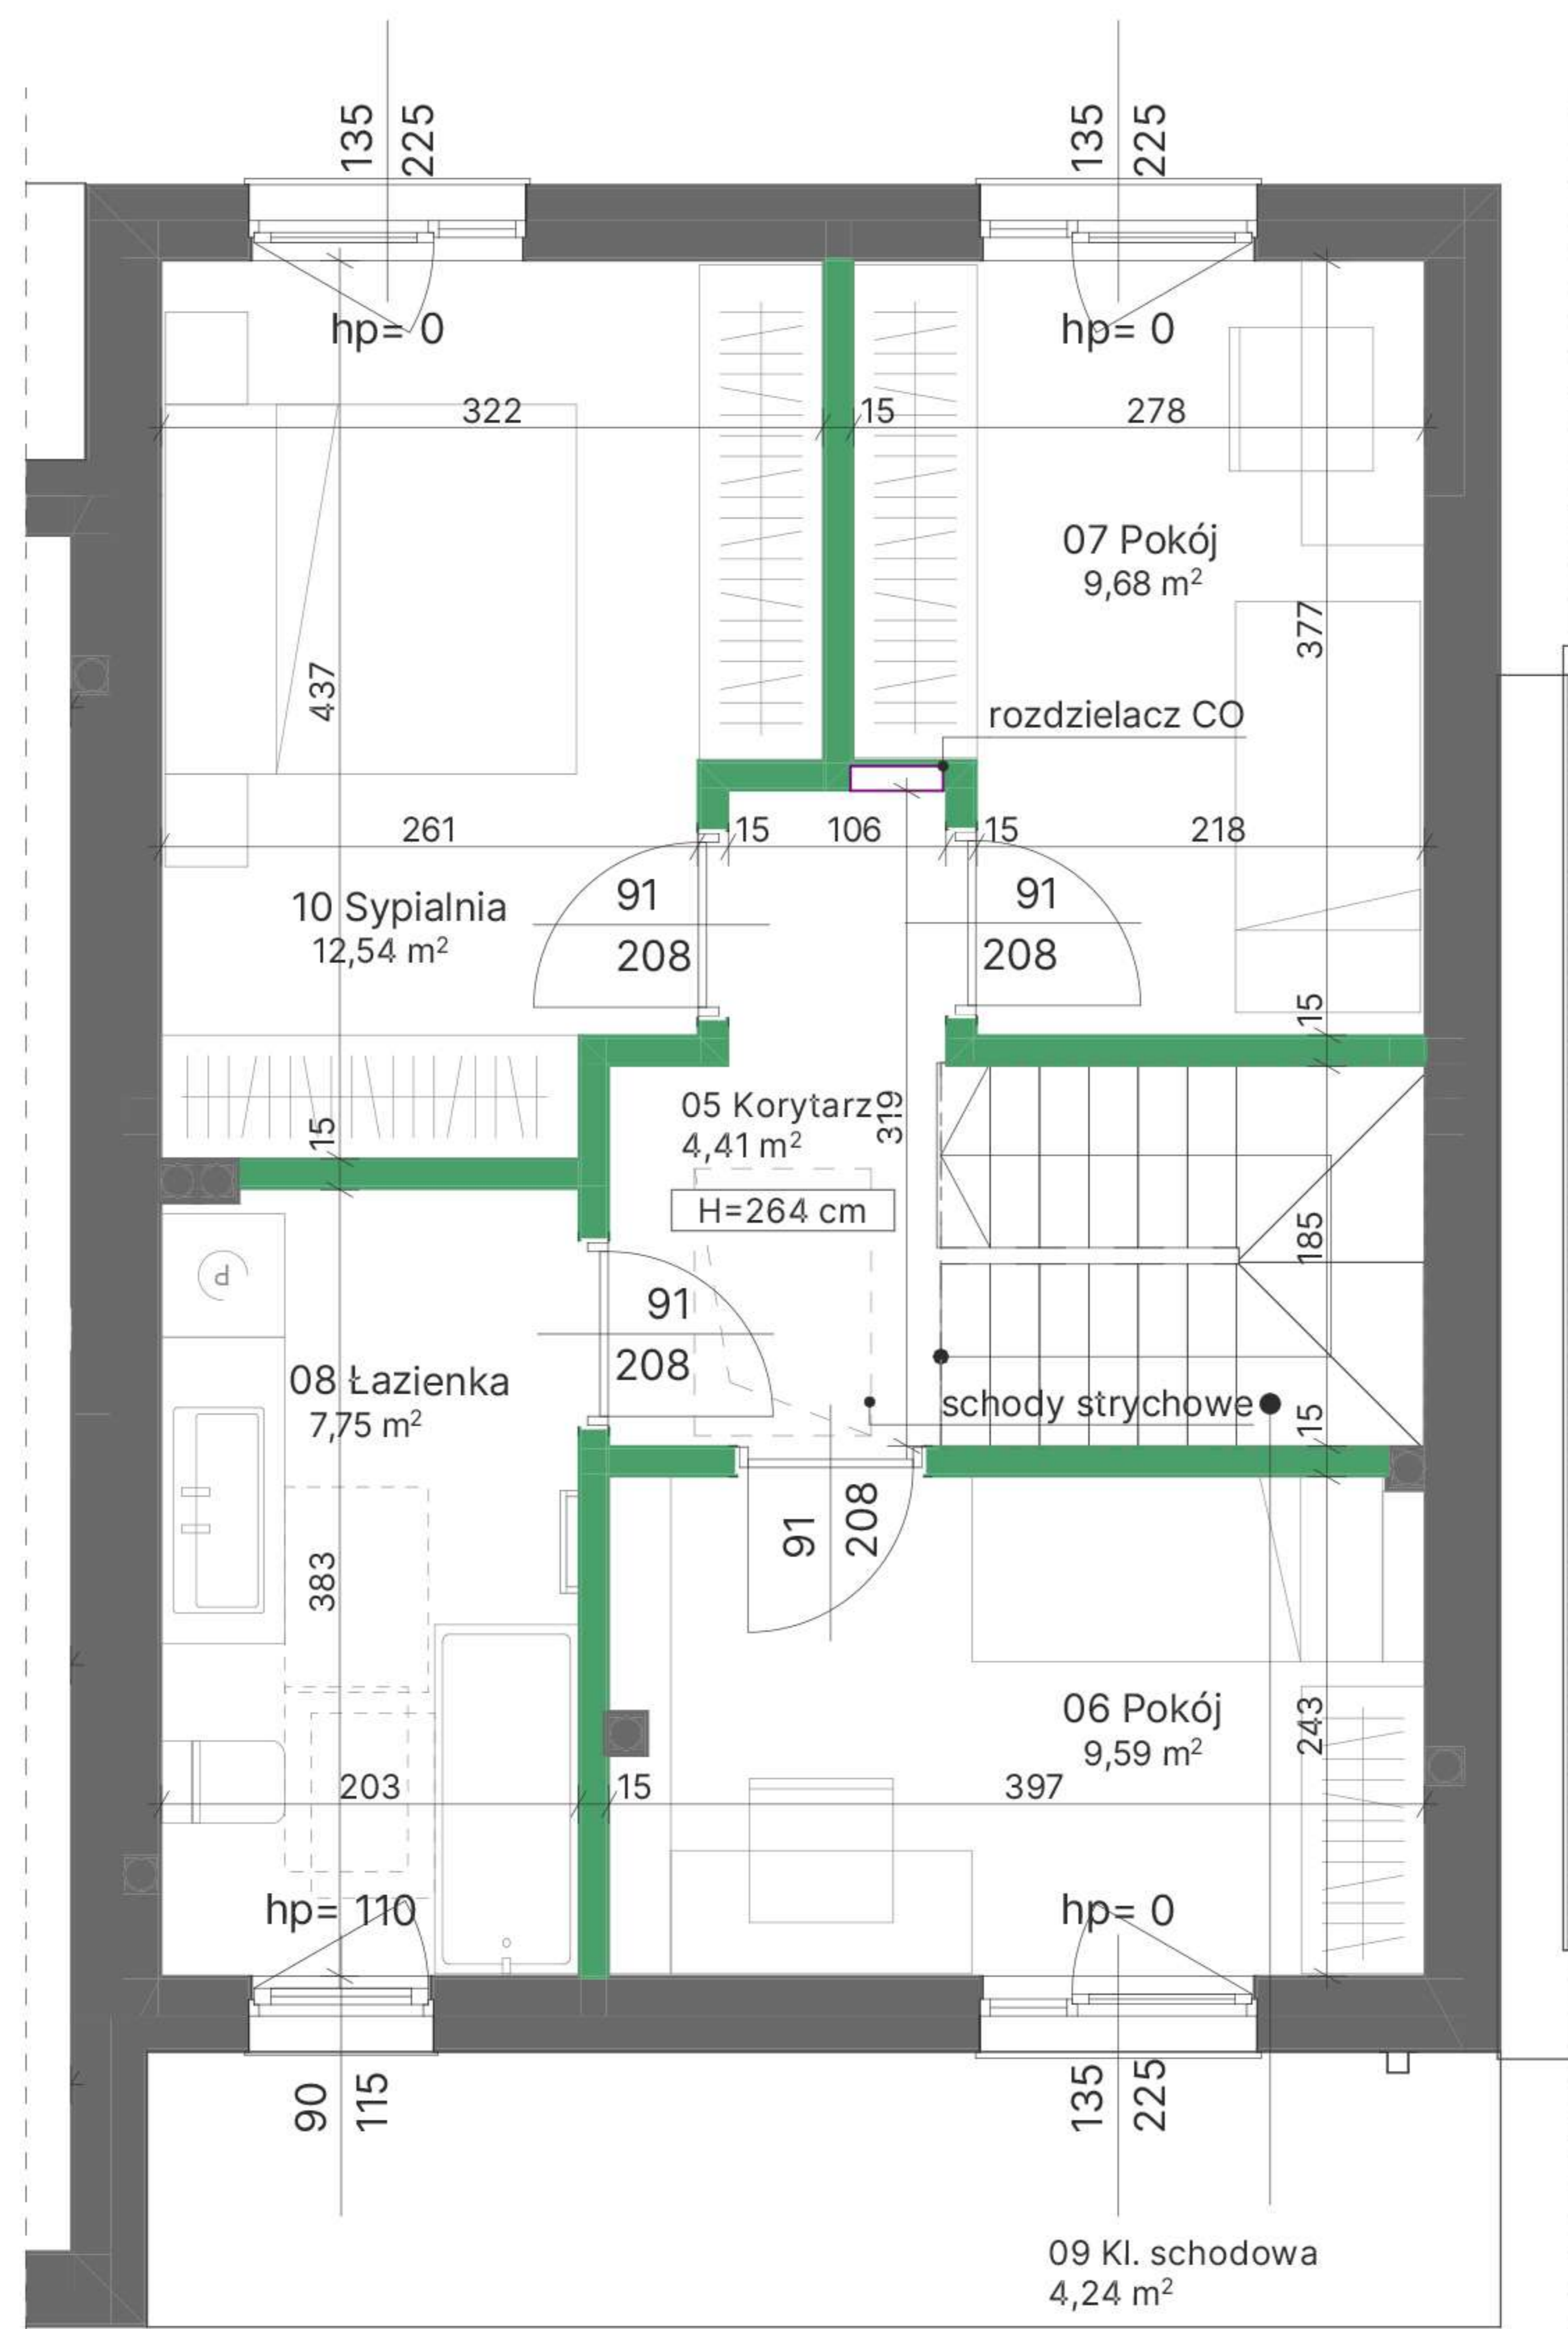 135
225
135
225
hp= 0
hp= 0
322
15
278
07 Pokój
9,68 m²
377
437
rozdzielacz CO
261
15
106
15
218
91
208
91
208
10 Sypialnia
12,54 m²
15
15
05 Korytarz
4,41 m²
319
H=264 cm
185
P
91
208
08 Łazienka
7,75 m²
schody strychowe
15
91
208
383
06 Pokój
9,59 m²
243
203
15
397
hp= 110
hp= 0
90
115
135
225
09 Kl. schodowa
4,24 m²